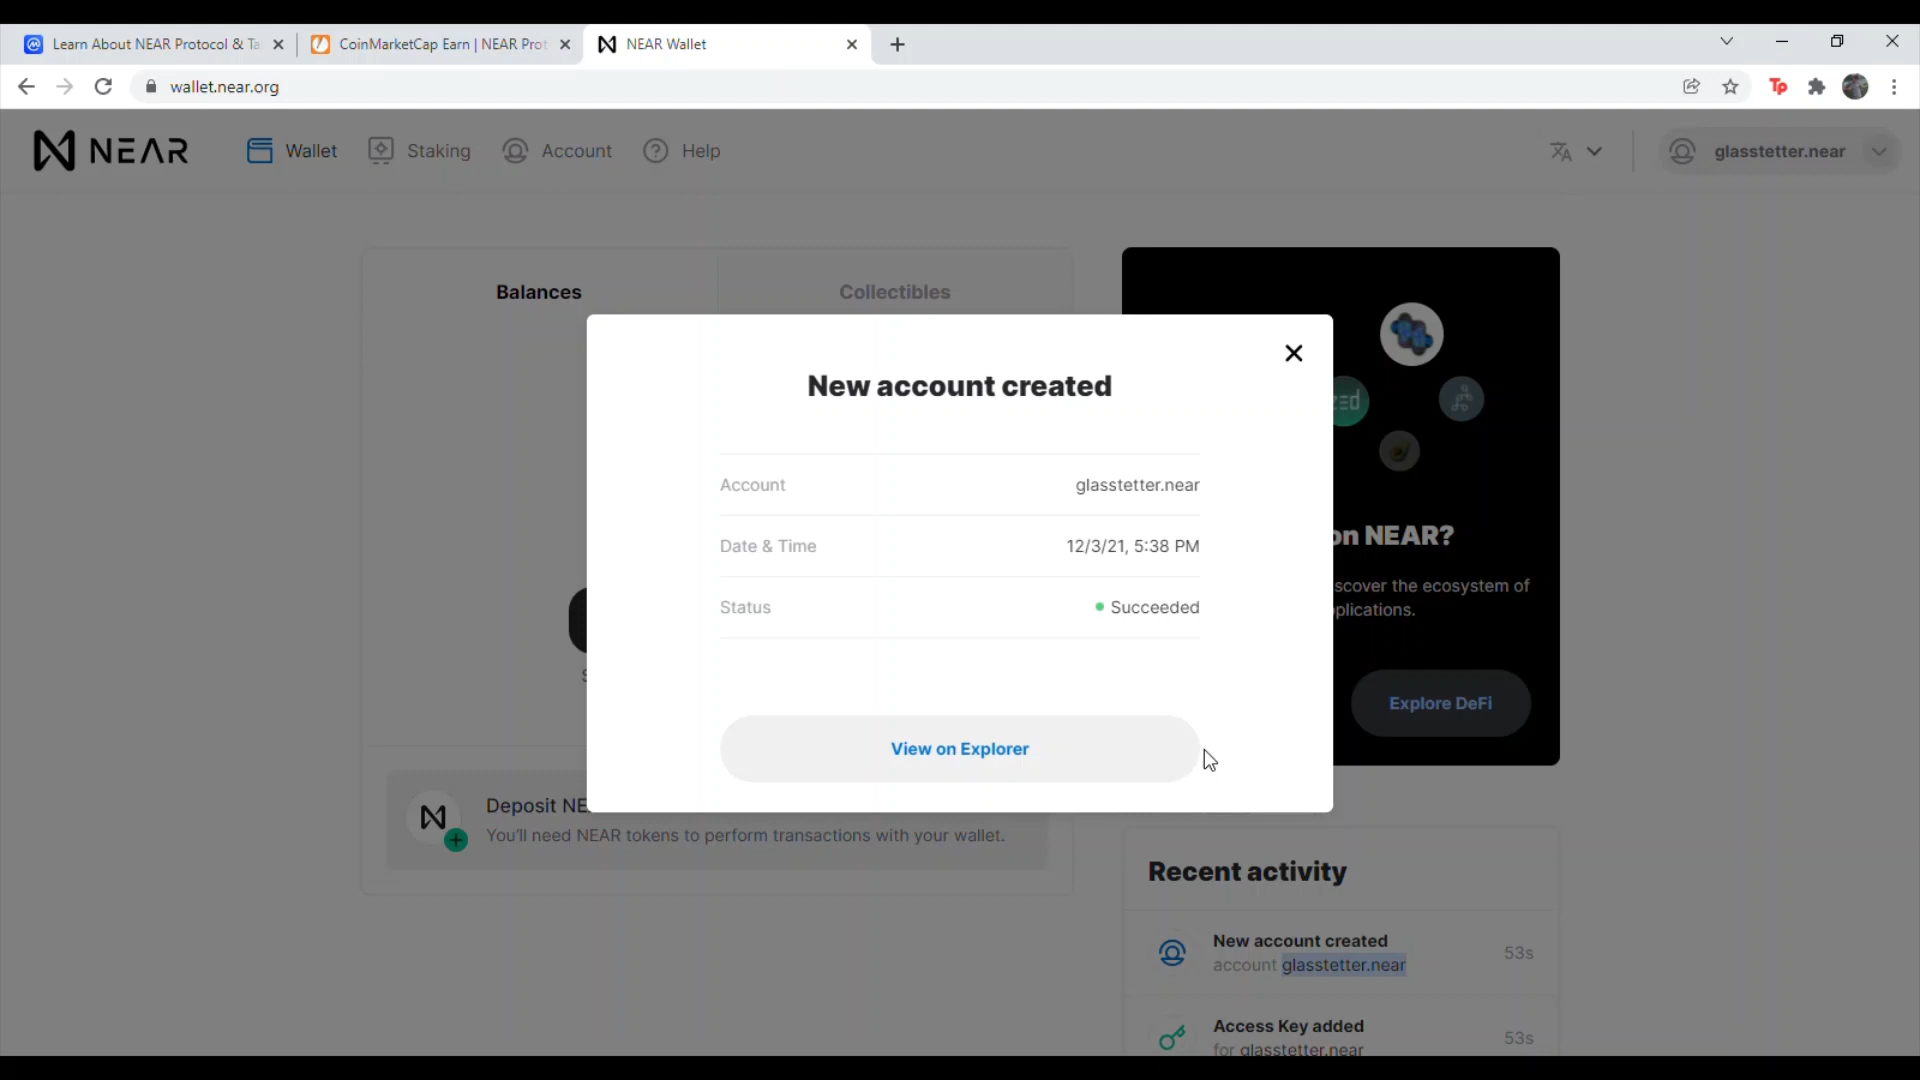 Learn About NEAR Protocol & Ta
CoinMarketCap Earn | NEAR Prot
NEAR Wallet
wallet.near.org
Tp
NEAR
Wallet
Staking
Account
Help
glasstetter.near
Balances
Collectibles
New account created
Account
glasstetter.near
Date & Time
12/3/21, 5:38 PM
Status
Succeeded
View on Explorer
on NEAR?
scover the ecosystem of
plications.
Explore DeFi
Deposit NE
You'll need NEAR tokens to perform transactions with your wallet.
Recent activity
New account created
account glasstetter.near
53s
Access Key added
for glasstetter.near
53s